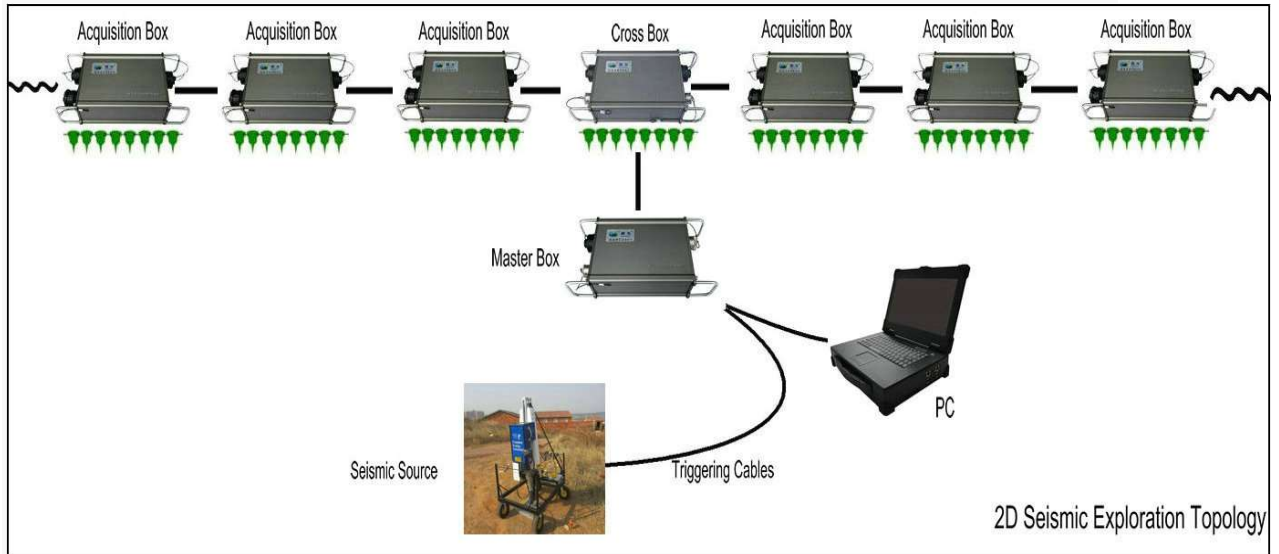 Acquisition Box
Acquisition Box
Acquisition Box
Cross Box
Acquisition Box
Acquisition Box
Acquisition Box
Master Box
PC
Seismic Source
Triggering Cables
2D Seismic Exploration Topology